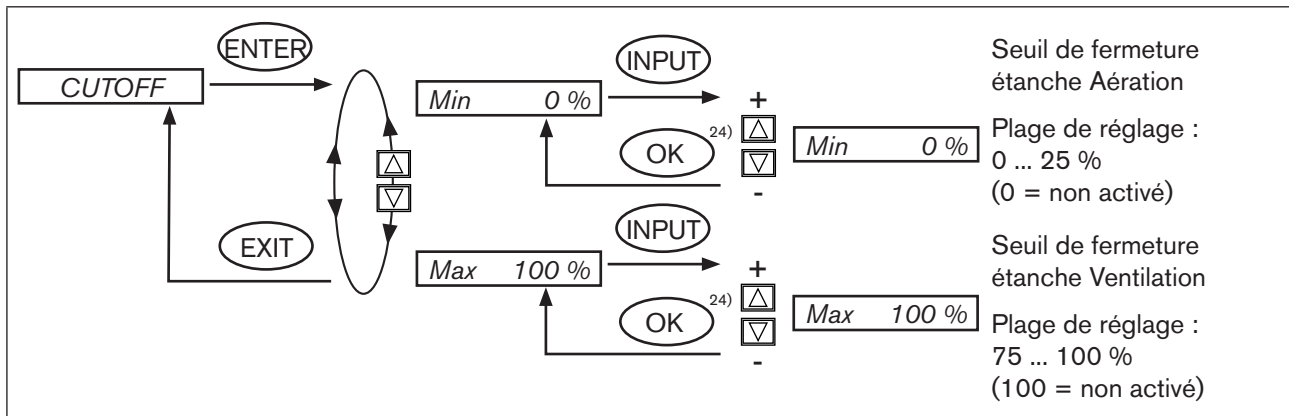 ENTER
CUTOFF
EXIT
Min 0 %
INPUT
OK 24)
+
-
Min 0 %
Seuil de fermeture
étanche Aération
Plage de réglage :
0 ... 25 %
(0 = non activé)
Max 100 %
INPUT
OK 24)
+
-
Max 100 %
Seuil de fermeture
étanche Ventilation
Plage de réglage :
75 ... 100 %
(100 = non activé)